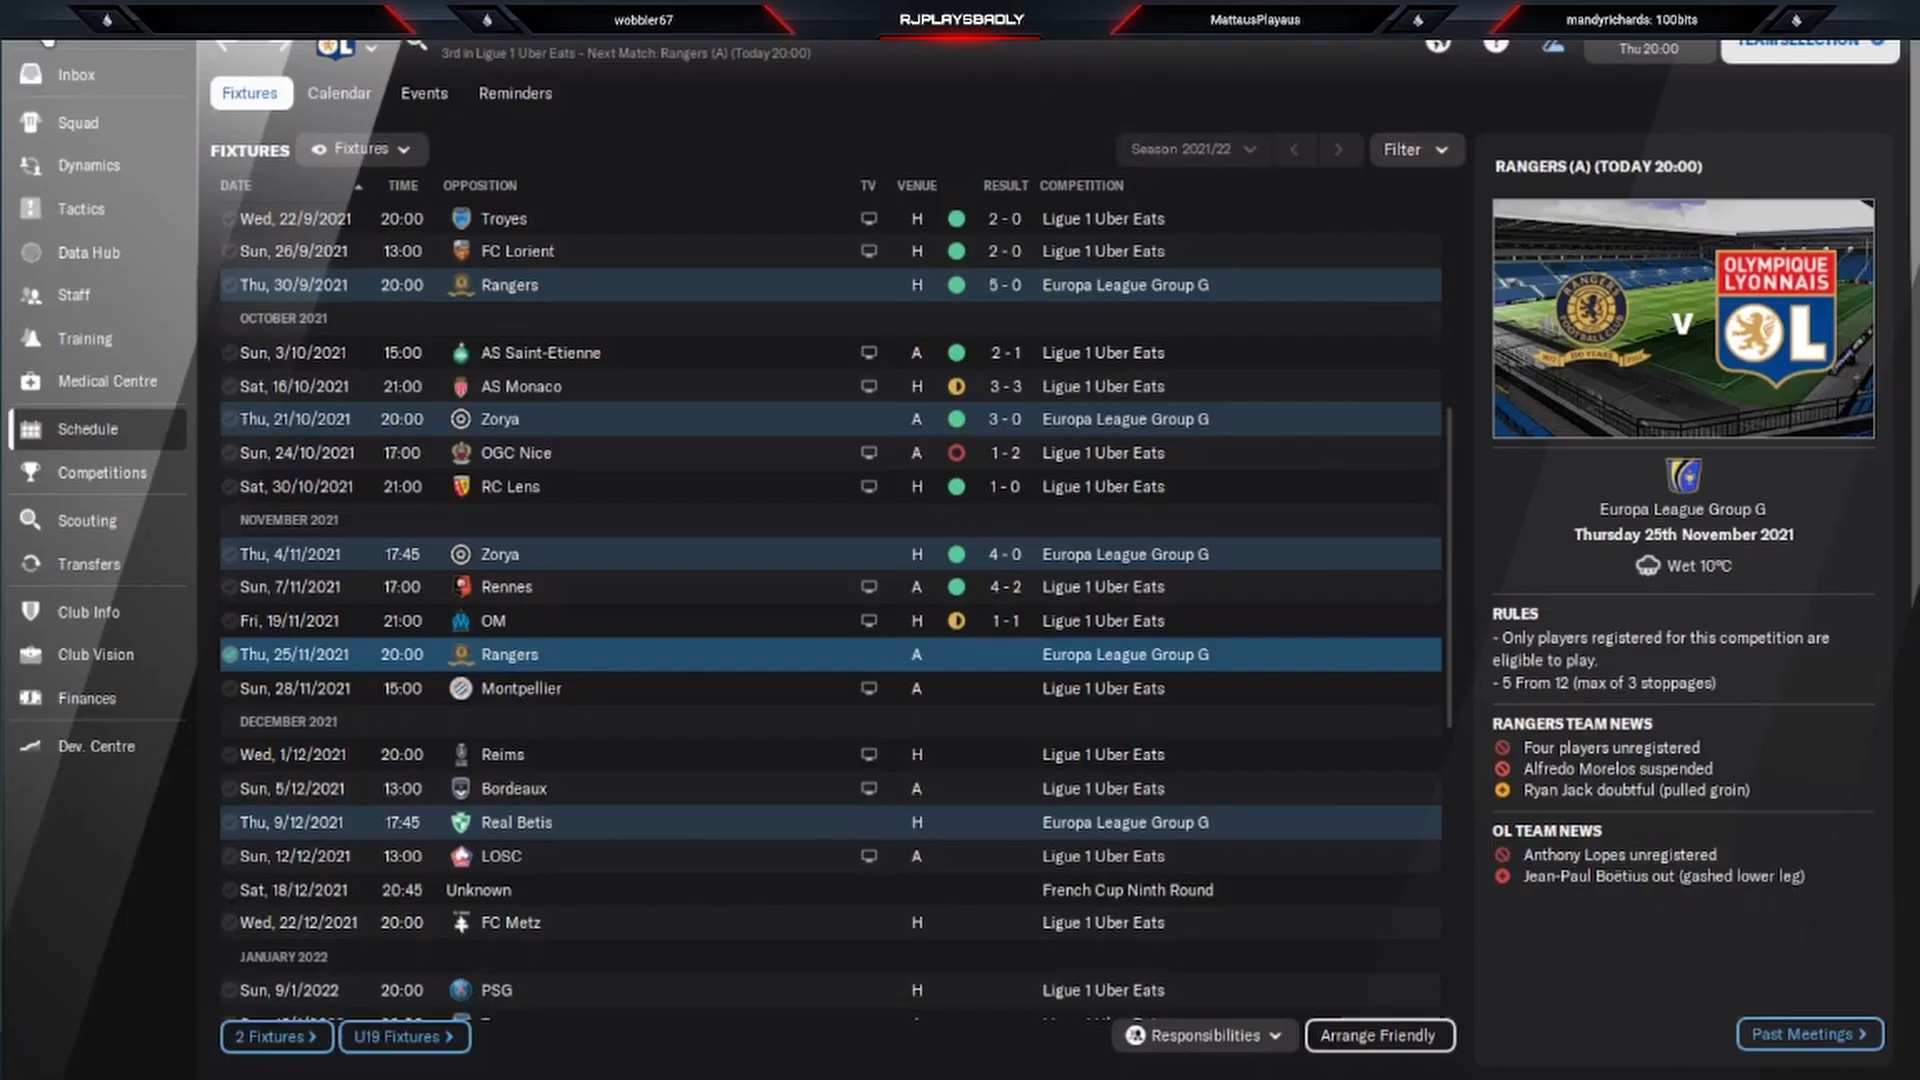 wobbler67
RJPLAYSBADLY
MattausPlayaus
mandyrichards: 100bits
3rd in Ligue 1 Uber Eats - Next Match: Rangers (A) (Today 20:00)
Thu 20:00
TEAM SELECTION
Inbox
Squad
Dynamics
Tactics
Data Hub
Staff
Training
Medical Centre
Schedule
Competitions
Scouting
Transfers
Club Info
Club Vision
Finances
Dev. Centre
Fixtures Calendar Events Reminders
FIXTURES Fixtures Season 2021/22 Filter
DATE TIME OPPOSITION TV VENUE RESULT COMPETITION
Wed, 22/9/2021 20:00 Troyes H 2 - 0 Ligue 1 Uber Eats
Sun, 26/9/2021 13:00 FC Lorient H 2 - 0 Ligue 1 Uber Eats
Thu, 30/9/2021 20:00 Rangers H 5 - 0 Europa League Group G
OCTOBER 2021
Sun, 3/10/2021 15:00 AS Saint-Etienne A 2 - 1 Ligue 1 Uber Eats
Sat, 16/10/2021 21:00 AS Monaco H 3 - 3 Ligue 1 Uber Eats
Thu, 21/10/2021 20:00 Zorya A 3 - 0 Europa League Group G
Sun, 24/10/2021 17:00 OGC Nice A 1 - 2 Ligue 1 Uber Eats
Sat, 30/10/2021 21:00 RC Lens H 1 - 0 Ligue 1 Uber Eats
NOVEMBER 2021
Thu, 4/11/2021 17:45 Zorya H 4 - 0 Europa League Group G
Sun, 7/11/2021 17:00 Rennes A 4 - 2 Ligue 1 Uber Eats
Fri, 19/11/2021 21:00 OM H 1 - 1 Ligue 1 Uber Eats
Thu, 25/11/2021 20:00 Rangers A Europa League Group G
Sun, 28/11/2021 15:00 Montpellier A Ligue 1 Uber Eats
DECEMBER 2021
Wed, 1/12/2021 20:00 Reims H Ligue 1 Uber Eats
Sun, 5/12/2021 13:00 Bordeaux A Ligue 1 Uber Eats
Thu, 9/12/2021 17:45 Real Betis H Europa League Group G
Sun, 12/12/2021 13:00 LOSC A Ligue 1 Uber Eats
Sat, 18/12/2021 20:45 Unknown French Cup Ninth Round
Wed, 22/12/2021 20:00 FC Metz H Ligue 1 Uber Eats
JANUARY 2022
Sun, 9/1/2022 20:00 PSG H Ligue 1 Uber Eats
2 Fixtures U19 Fixtures Responsibilities Arrange Friendly
RANGERS (A) (TODAY 20:00)
RANGERS
FOOTBALL CLUB
150 YEARS
V
OLYMPIQUE
LYONNAIS
OL
Europa League Group G
Thursday 25th November 2021
Wet 10°C
RULES
- Only players registered for this competition are
eligible to play.
- 5 From 12 (max of 3 stoppages)
RANGERS TEAM NEWS
Four players unregistered
Alfredo Morelos suspended
Ryan Jack doubtful (pulled groin)
OL TEAM NEWS
Anthony Lopes unregistered
Jean-Paul Boëtius out (gashed lower leg)
Past Meetings